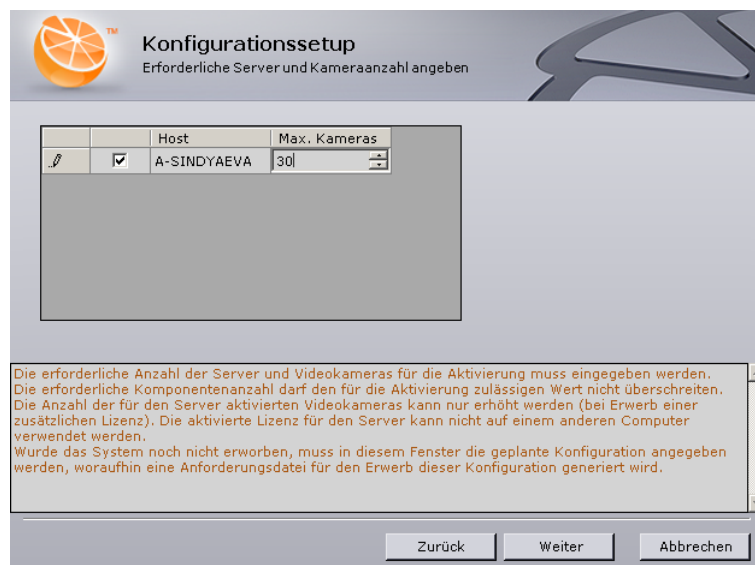 TM
Konfigurationssetup
Erforderliche Server und Kameraanzahl angeben
Host Max. Kameras
A-SINDYAEVA 30
Die erforderliche Anzahl der Server und Videokameras für die Aktivierung muss eingegeben werden.
Die erforderliche Komponentenanzahl darf den für die Aktivierung zulässigen Wert nicht überschreiten.
Die Anzahl der für den Server aktivierten Videokameras kann nur erhöht werden (bei Erwerb einer
zusätzlichen Lizenz). Die aktivierte Lizenz für den Server kann nicht auf einem anderen Computer
verwendet werden.
Wurde das System noch nicht erworben, muss in diesem Fenster die geplante Konfiguration angegeben
werden, woraufhin eine Anforderungsdatei für den Erwerb dieser Konfiguration generiert wird.
Zurück Weiter Abbrechen